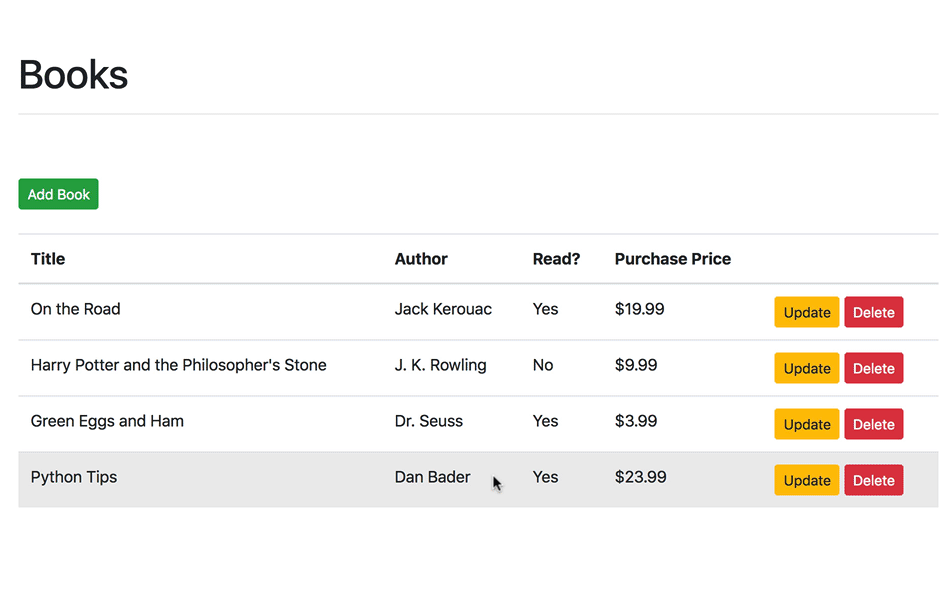 Books
Add Book
Title Author Read? Purchase Price
On the Road Jack Kerouac Yes $19.99 Update Delete
Harry Potter and the Philosopher's Stone J. K. Rowling No $9.99 Update Delete
Green Eggs and Ham Dr. Seuss Yes $3.99 Update Delete
Python Tips Dan Bader Yes $23.99 Update Delete